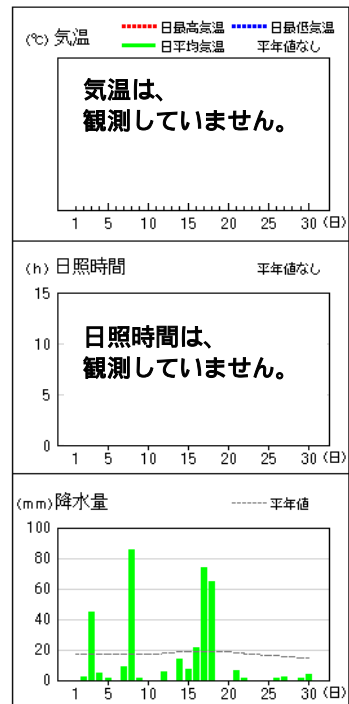 (℃) 気温 日最高気温 日最低気温
日平均気温 平年値なし
気温は、
観測していません。
1 5 10 15 20 25 30 (日)
(h) 日照時間 平年値なし
15
10
5
0
日照時間は、
観測していません。
1 5 10 15 20 25 30 (日)
(mm) 降水量 平年値
100
80
60
40
20
0
1 5 10 15 20 25 30 (日)